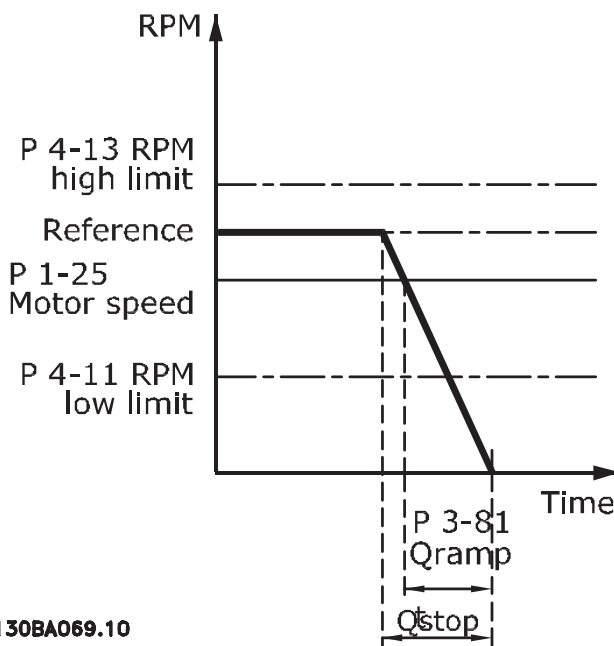 RPM
P 4-13 RPM
high limit
Reference
P 1-25
Motor speed
P 4-11 RPM
low limit
Time
P 3-81
Qramp
Qstop
130BA069.10